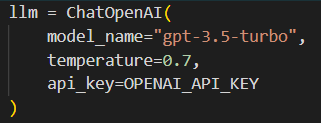 llm = ChatOpenAI(
    model_name="gpt-3.5-turbo",
    temperature=0.7,
    api_key=OPENAI_API_KEY
)